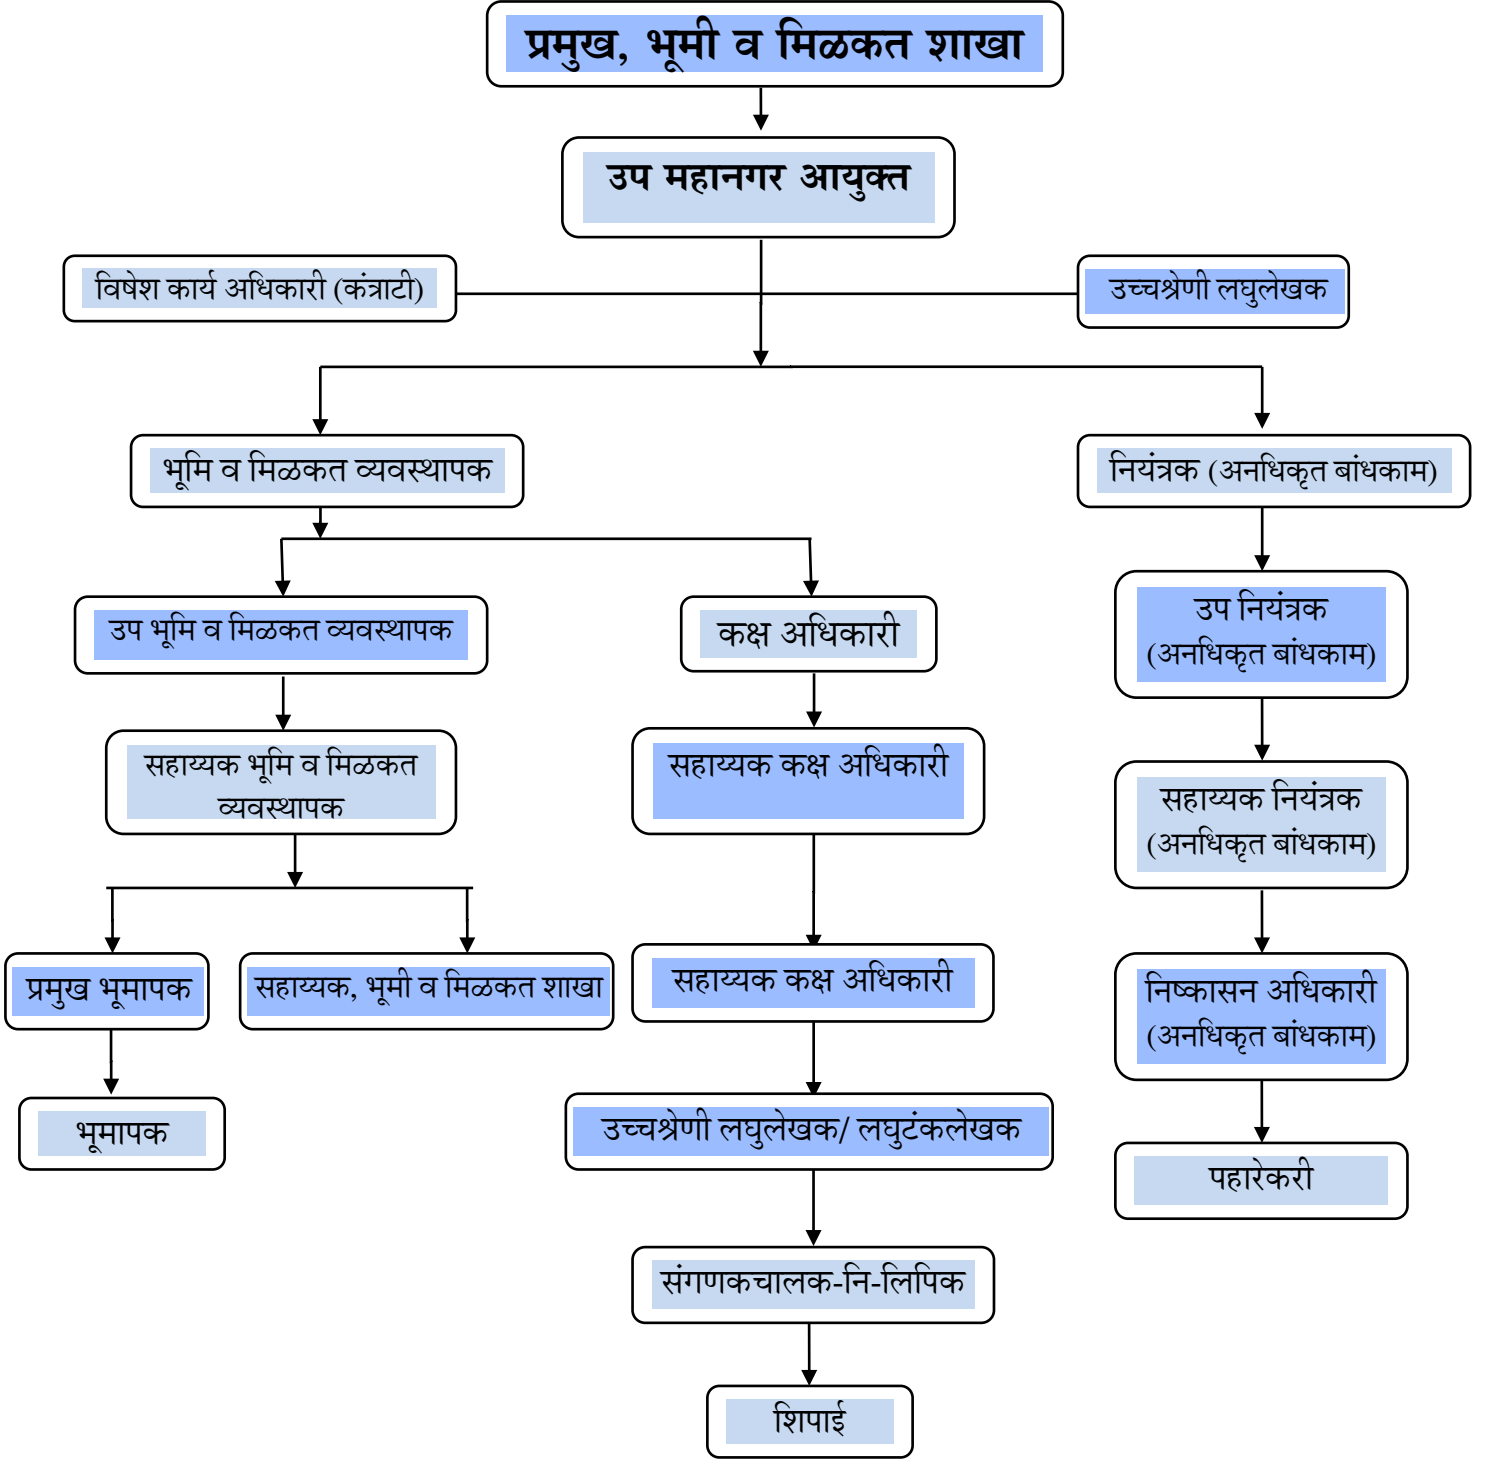 प्रमुख, भूमी व मिळकत शाखा
उप महानगर आयुक्त
विषेश कार्य अधिकारी (कंत्राटी)
उच्चश्रेणी लघुलेखक
भूमि व मिळकत व्यवस्थापक
नियंत्रक (अनधिकृत बांधकाम)
उप भूमि व मिळकत व्यवस्थापक
कक्ष अधिकारी
उप नियंत्रक
(अनधिकृत बांधकाम)
सहाय्यक भूमि व मिळकत
व्यवस्थापक
सहाय्यक कक्ष अधिकारी
सहाय्यक नियंत्रक
(अनधिकृत बांधकाम)
प्रमुख भूमापक
सहाय्यक, भूमी व मिळकत शाखा
सहाय्यक कक्ष अधिकारी
निष्कासन अधिकारी
(अनधिकृत बांधकाम)
भूमापक
उच्चश्रेणी लघुलेखक/ लघुटंकलेखक
पहारेकरी
संगणकचालक-नि-लिपिक
शिपाई